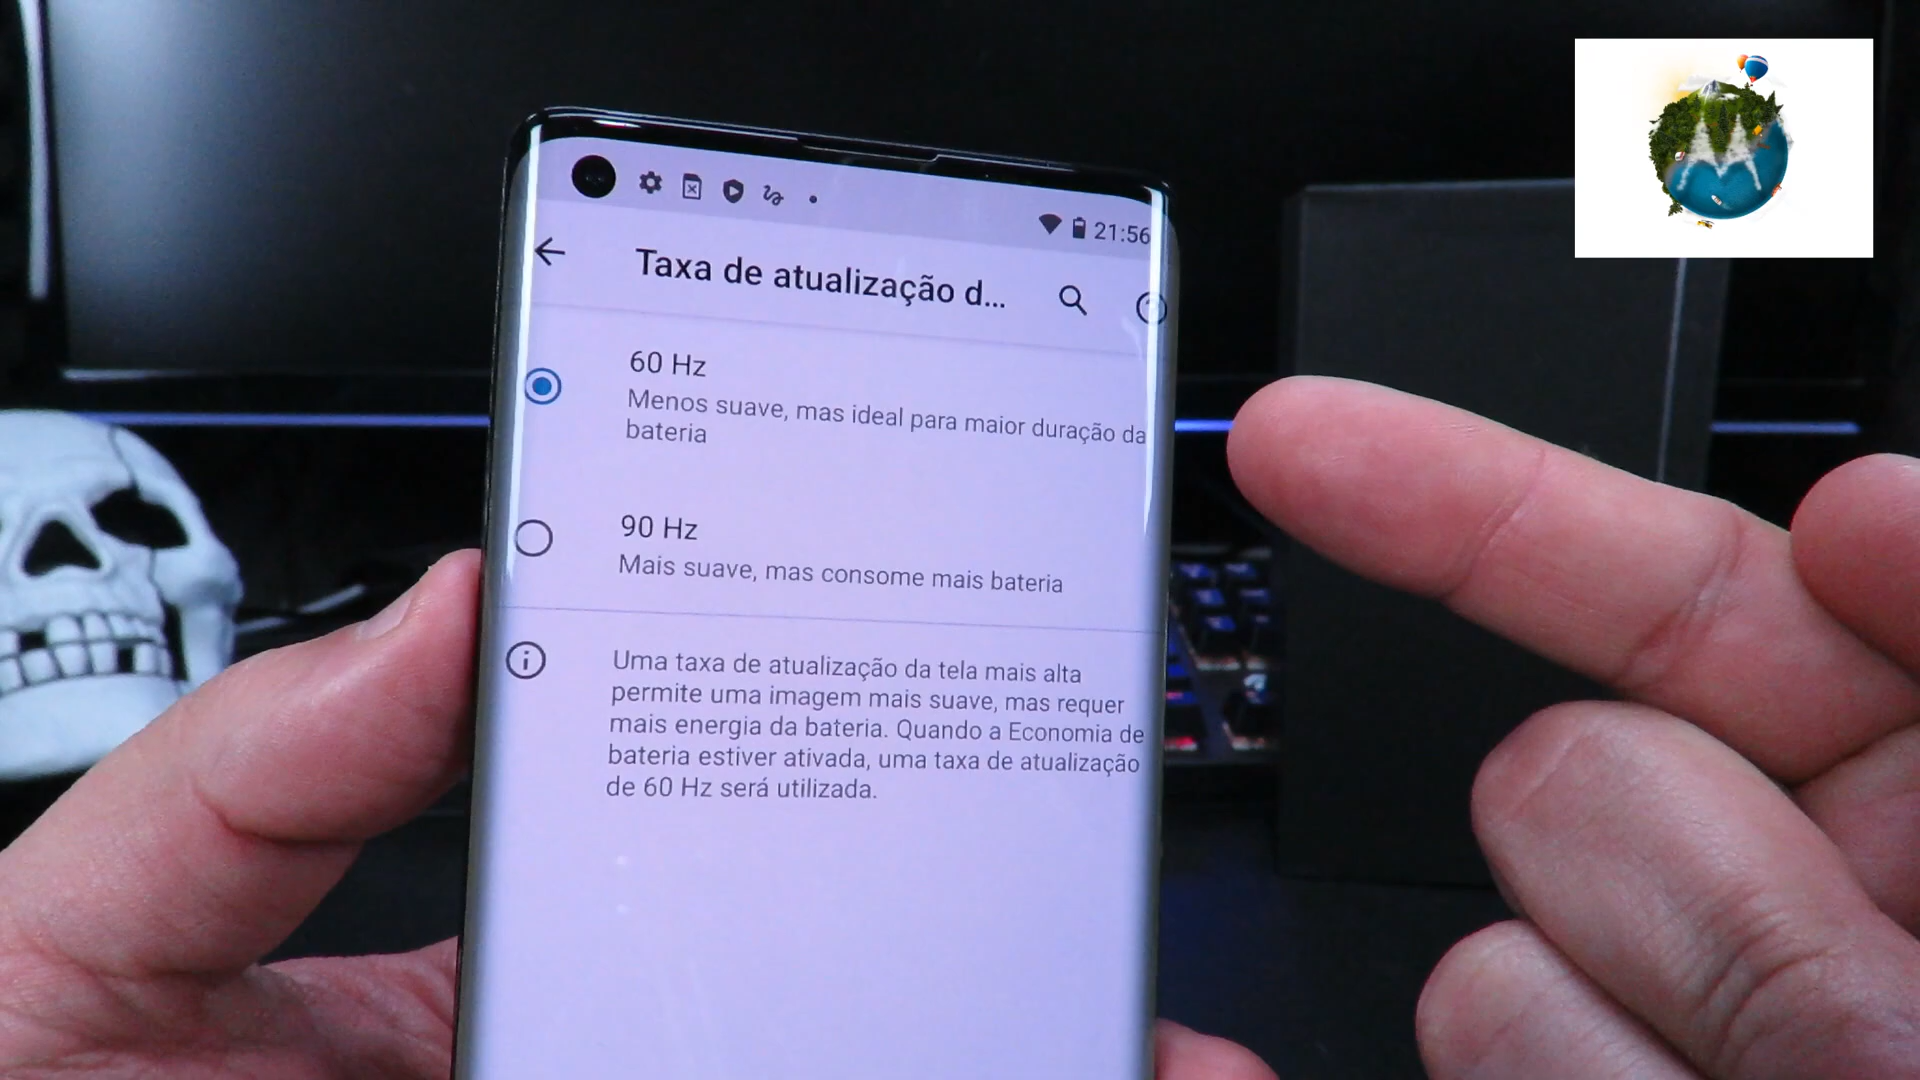 21:56
Taxa de atualização d...
60 Hz
Menos suave, mas ideal para maior duração da
bateria
90 Hz
Mais suave, mas consome mais bateria
Uma taxa de atualização da tela mais alta
permite uma imagem mais suave, mas requer
mais energia da bateria. Quando a Economia de
bateria estiver ativada, uma taxa de atualização
de 60 Hz será utilizada.